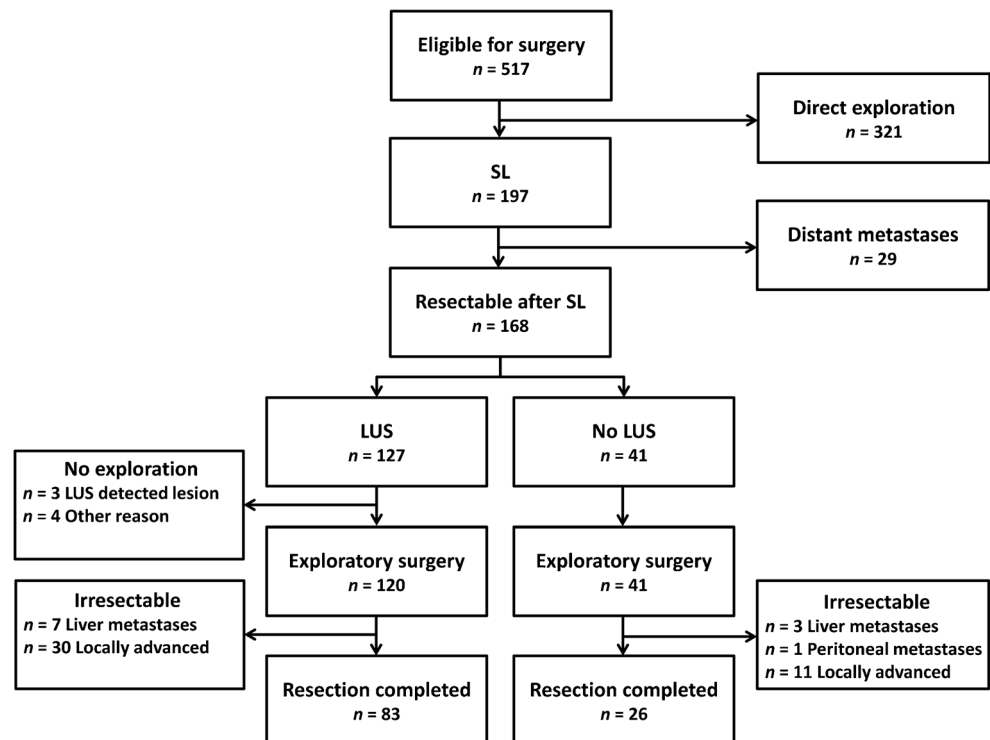 Eligible for surgery
n = 517
Direct exploration
n = 321
SL
n = 197
Distant metastases
n = 29
Resectable after SL
n = 168
LUS
n = 127
No LUS
n = 41
No exploration
n = 3 LUS detected lesion
n = 4 Other reason
Exploratory surgery
n = 120
Exploratory surgery
n = 41
Irresectable
n = 7 Liver metastases
n = 30 Locally advanced
Irresectable
n = 3 Liver metastases
n = 1 Peritoneal metastases
n = 11 Locally advanced
Resection completed
n = 83
Resection completed
n = 26